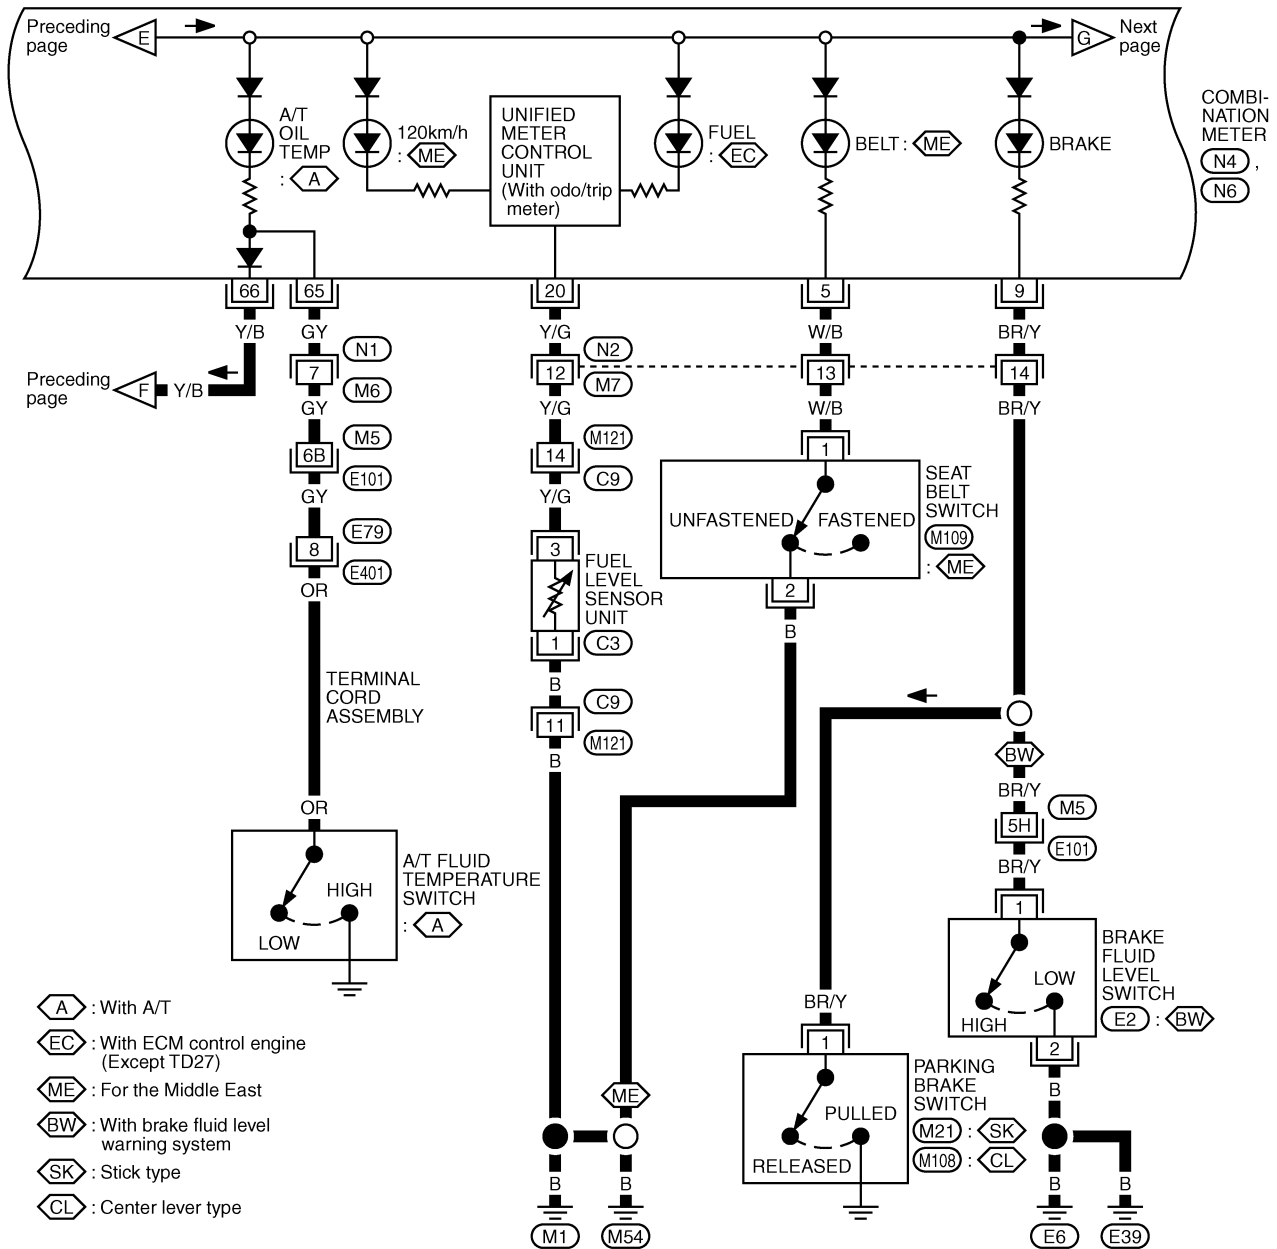 Preceding
page
E
G
Next
page
A/T
OIL
TEMP
: A
120km/h
: ME
UNIFIED
METER
CONTROL
UNIT
(With odo/trip
meter)
FUEL
: EC
BELT : ME
BRAKE
COMBI-
NATION
METER
N4 ,
N6
66
65
20
5
9
Y/B
GY
Y/G
W/B
BR/Y
N1
N2
7
12
13
14
M6
M7
Preceding
page
F
Y/B
GY
Y/G
W/B
BR/Y
M5
M121
6B
14
1
E101
C9
GY
Y/G
SEAT
BELT
SWITCH
M109
: ME
UNFASTENED
FASTENED
E79
8
3
E401
FUEL
LEVEL
SENSOR
UNIT
OR
2
1
C3
B
B
TERMINAL
CORD
ASSEMBLY
C9
11
M121
B
BW
BR/Y
OR
M5
5H
E101
BR/Y
A/T FLUID
TEMPERATURE
SWITCH
: A
HIGH
LOW
1
BRAKE
FLUID
LEVEL
SWITCH
E2 : BW
LOW
HIGH
BR/Y
1
2
A : With A/T
EC : With ECM control engine
(Except TD27)
ME : For the Middle East
BW : With brake fluid level
warning system
SK : Stick type
CL : Center lever type
PARKING
BRAKE
SWITCH
M21 : SK
M108 : CL
PULLED
RELEASED
ME
B
B
B
B
B
M1
M54
E6
E39